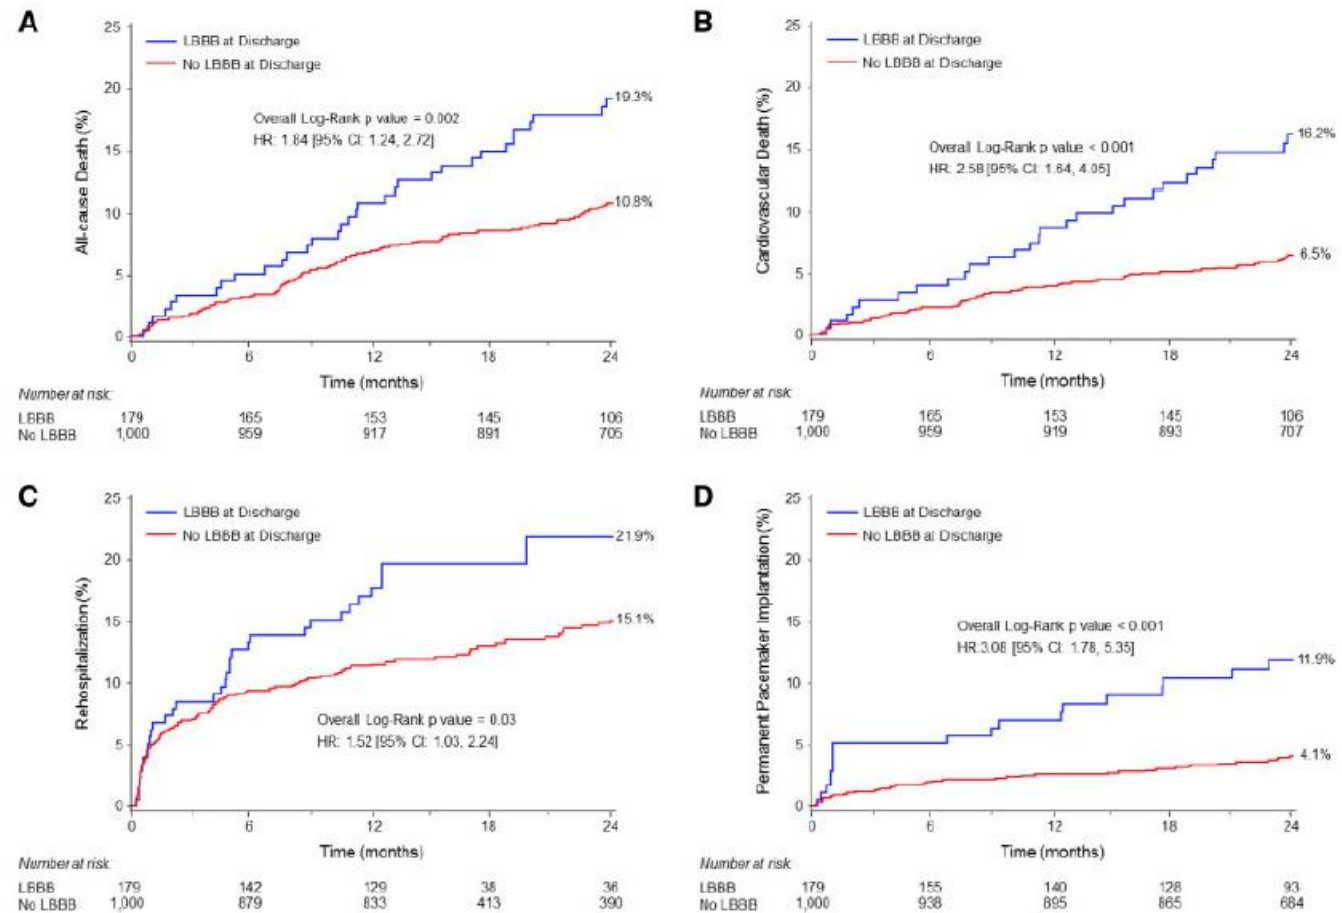 A
25
20
15
10
5
0
All-cause Death (%)
LBBB at Discharge
No LBBB at Discharge
Overall Log-Rank p value = 0.002
HR: 1.84 [95% CI: 1.24, 2.72]
19.3%
10.8%
0 6 12 18 24
Time (months)
Number at risk:
LBBB 179 165 153 145 106
No LBBB 1,000 959 917 891 705
B
25
20
15
10
5
0
Cardiovascular Death (%)
LBBB at Discharge
No LBBB at Discharge
Overall Log-Rank p value < 0.001
HR: 2.58 [95% CI: 1.64, 4.05]
16.2%
6.5%
0 6 12 18 24
Time (months)
Number at risk:
LBBB 179 165 153 145 106
No LBBB 1,000 959 919 893 707
C
25
20
15
10
5
0
Rehospitalization (%)
LBBB at Discharge
No LBBB at Discharge
21.9%
15.1%
Overall Log-Rank p value = 0.03
HR: 1.52 [95% CI: 1.03, 2.24]
0 6 12 18 24
Time (months)
Number at risk
LBBB 179 142 129 38 36
No LBBB 1,000 879 833 413 390
D
25
20
15
10
5
0
Permanent Pacemaker Implantation (%)
LBBB at Discharge
No LBBB at Discharge
Overall Log-Rank p value < 0.001
HR:3.08 [95% CI: 1.78, 5.35]
11.9%
4.1%
0 6 12 18 24
Time (months)
Number at risk
LBBB 179 155 140 128 93
No LBBB 1,000 938 895 865 684